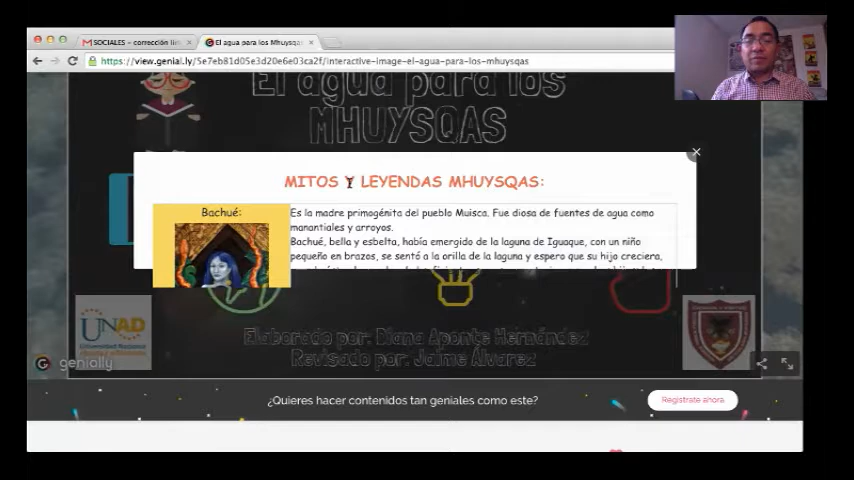 SOCIALES – corrección lin
El agua para los Mhuysqa
https://view.genial.ly/5e7eb81d05e3d20e6e03ca2f/interactive-image-el-agua-para-los-mhuysqas
El agua para los
MHUYSQAS
MITOS Y LEYENDAS MHUYSQAS:
Bachué:
Es la madre primogénita del pueblo Muisca. Fue diosa de fuentes de agua como
manantiales y arroyos.
Bachué, bella y esbelta, había emergido de la laguna de Iguaque, con un niño
pequeño en brazos, se sentó a la orilla de la laguna y espero que su hijo creciera,
UNAD
Elaborado por: Diana Aponte Hernández
Revisado por: Jaime Álvarez
genially
¿Quieres hacer contenidos tan geniales como este?
Regístrate ahora